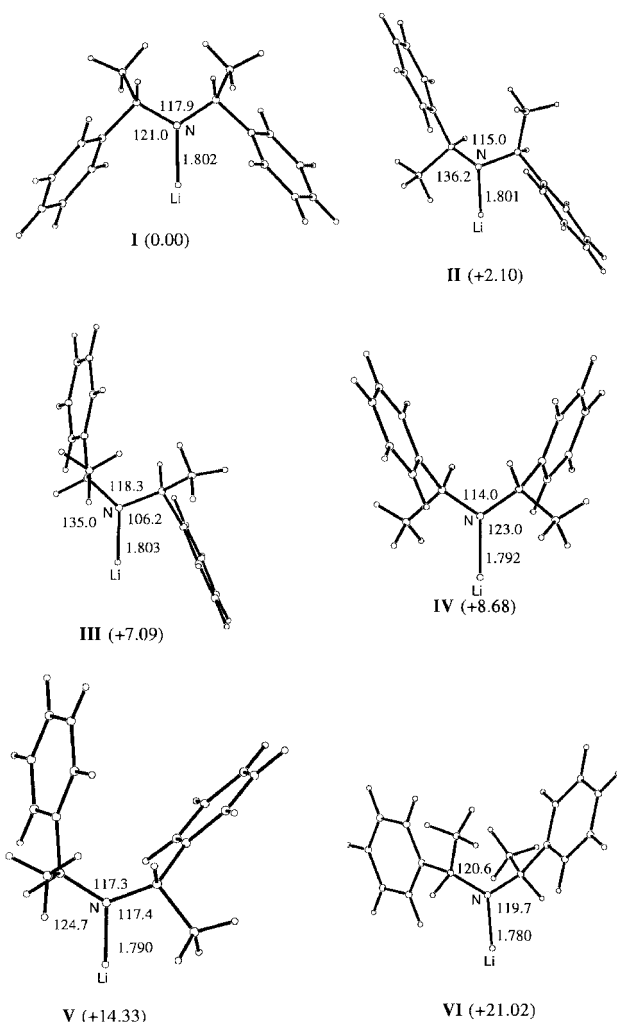 117.9
121.0 N
1.802
Li
I (0.00)
115.0
N
136.2
1.801
Li
II (+2.10)
118.3
N 106.2
135.0
1.803
Li
III (+7.09)
114.0
N 123.0
1.792
Li
IV (+8.68)
117.3
N 117.4
124.7
1.790
Li
V (+14.33)
120.6
N 119.7
1.780
Li
VI (+21.02)